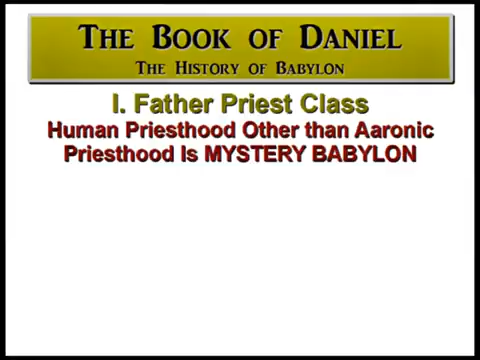 The Book of Daniel
The History of Babylon
I. Father Priest Class
Human Priesthood Other than Aaronic
Priesthood Is MYSTERY BABYLON